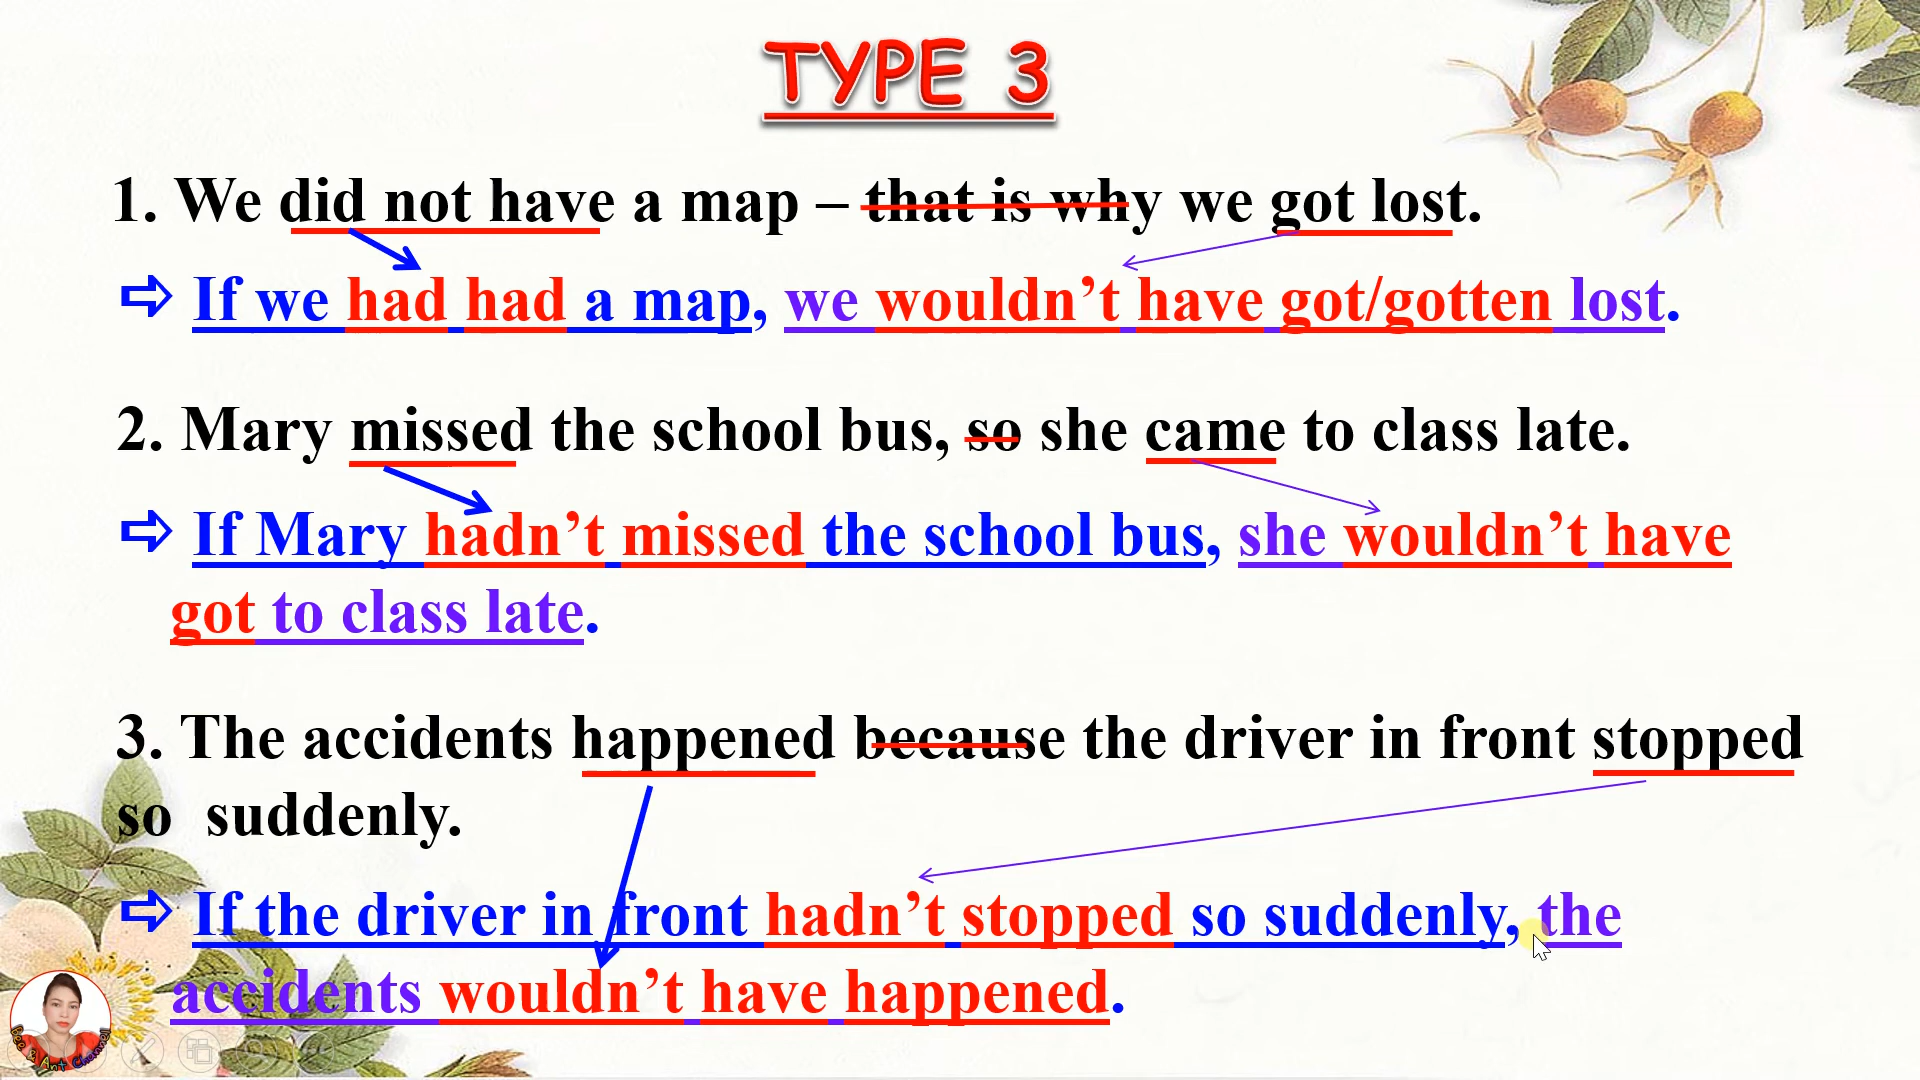 TYPE 3
1. We did not have a map – that is why we got lost.
⇨ If we had had a map, we wouldn’t have got/gotten lost.
2. Mary missed the school bus, so she came to class late.
⇨ If Mary hadn’t missed the school bus, she wouldn’t have
got to class late.
3. The accidents happened because the driver in front stopped
so suddenly.
⇨ If the driver in front hadn’t stopped so suddenly, the
accidents wouldn’t have happened.
Bee & Ant Channel